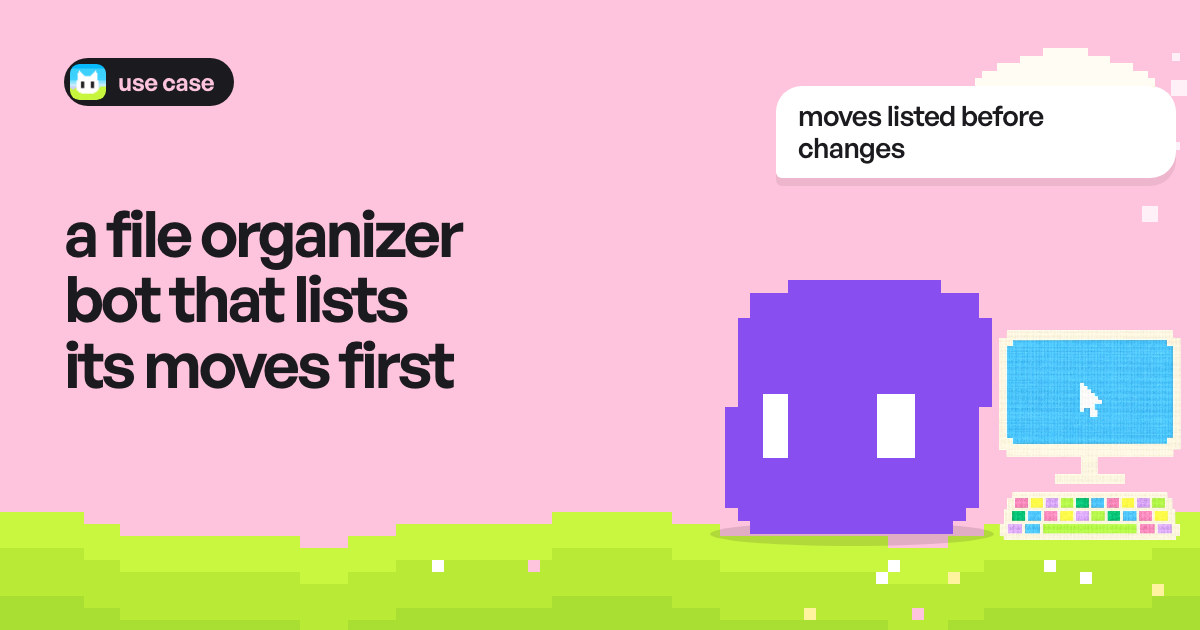 use case
moves listed before
changes
a file organizer
bot that lists
its moves first